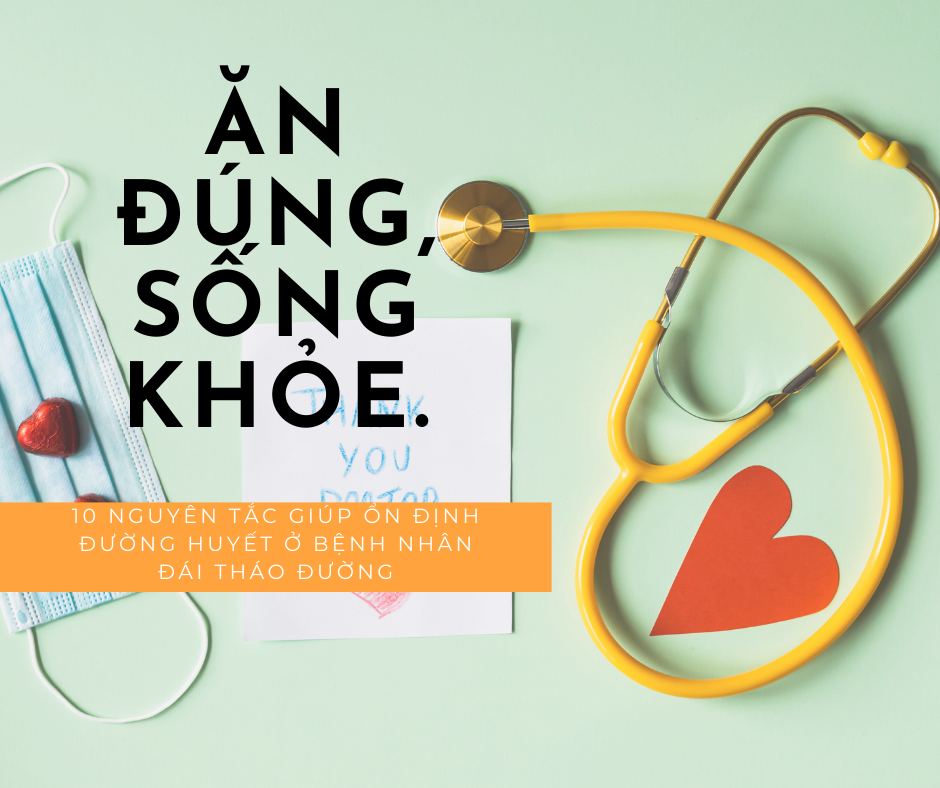 ĂN
ĐÚNG,
SỐNG
KHỎE.
THANK
YOU
DOCTOR
10 NGUYÊN TẮC GIÚP ỔN ĐỊNH
ĐƯỜNG HUYẾT Ở BỆNH NHÂN
ĐÁI THÁO ĐƯỜNG